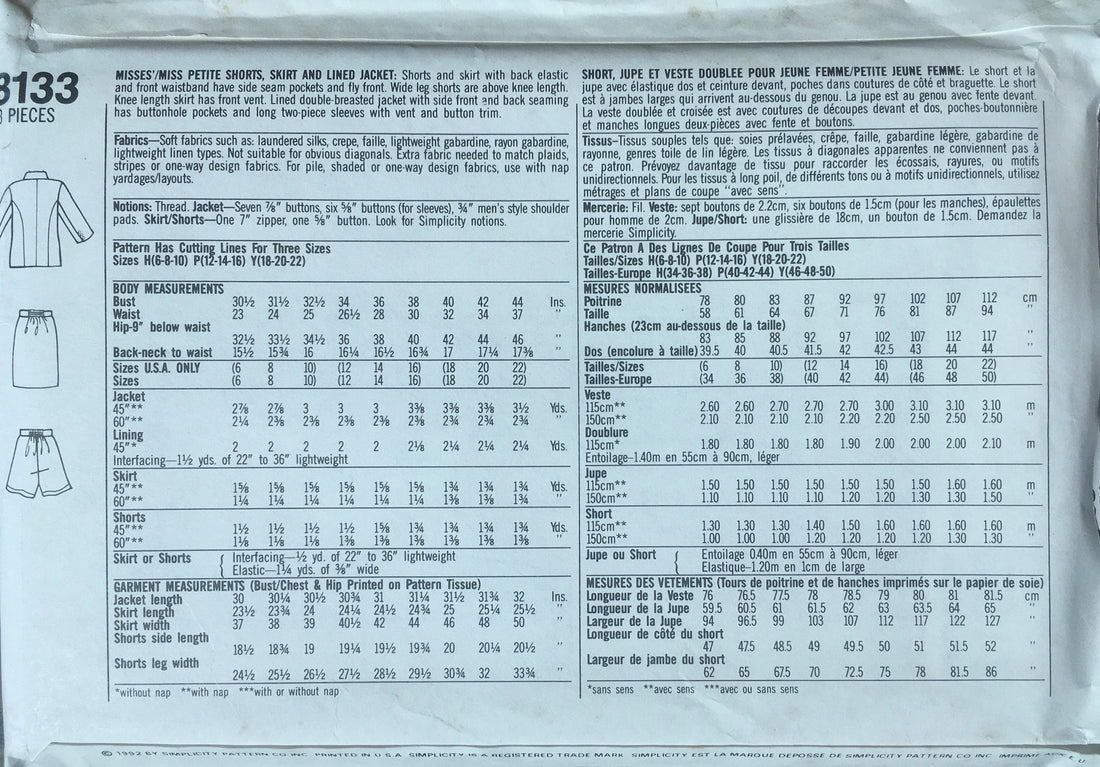 8133
PIECES
MISSES'/MISS PETITE SHORTS, SKIRT AND LINED JACKET: Shorts and skirt with back elastic
and front waistband have side seam pockets and fly front. Wide leg shorts are above knee length.
Knee length skirt has front vent. Lined double-breasted jacket with side front and back seaming
has buttonhole pockets and long two-piece sleeves with vent and button trim.
Fabrics—Soft fabrics such as: laundered silks, crepe, faille, lightweight gabardine, rayon gabardine,
lightweight linen types. Not suitable for obvious diagonals. Extra fabric needed to match plaids,
stripes or one-way design fabrics. For pile, shaded or one-way design fabrics, use with nap
yardages/layouts.
Notions: Thread. Jacket—Seven ⅞" buttons, six ⅝" buttons (for sleeves), ¾" men's style shoulder
pads. Skirt/Shorts—One 7" zipper, one ⅝" button. Look for Simplicity notions.
Pattern Has Cutting Lines For Three Sizes
Sizes H(6-8-10) P(12-14-16) Y(18-20-22)
BODY MEASUREMENTS
Bust 30½ 31½ 32½ 34 36 38 40 42 44 Ins.
Waist 23 24 25 26½ 28 30 32 34 37 "
Hip-9" below waist
32½ 33½ 34½ 36 38 40 42 44 46 "
Back-neck to waist 15½ 15¾ 16 16¼ 16½ 16¾ 17 17¼ 17⅜ "
Sizes U.S.A. ONLY (6 8 10) (12 14 16) (18 20 22)
Sizes (6 8 10) (12 14 16) (18 20 22)
Jacket
45"** 2⅞ 2⅞ 3 3 3 3⅜ 3⅜ 3⅜ 3½ Yds.
60"** 2¼ 2⅜ 2⅜ 2⅜ 2⅜ 2⅜ 2¾ 2¾ 2¾ "
Lining
45"* 2 2 2 2 2 2⅛ 2¼ 2¼ 2¼ Yds.
Interfacing—1½ yds. of 22" to 36" lightweight
Skirt
45"** 1⅝ 1⅝ 1⅝ 1⅝ 1⅝ 1⅝ 1¾ 1¾ 1¾ Yds.
60"** 1¼ 1¼ 1¼ 1¼ 1¼ 1¼ 1⅜ 1⅜ 1¾ "
Shorts
45"** 1½ 1½ 1½ 1½ 1⅝ 1¾ 1¾ 1¾ 1¾ Yds.
60"** 1⅛ 1⅛ 1⅛ 1⅜ 1⅜ 1⅜ 1⅜ 1⅜ 1¾ "
Skirt or Shorts { Interfacing—½ yd. of 22" to 36" lightweight
Elastic—1¼ yds. of ⅜" wide
GARMENT MEASUREMENTS (Bust/Chest & Hip Printed on Pattern Tissue)
Jacket length 30 30¼ 30½ 30¾ 31 31¼ 31½ 31¾ 32 Ins.
Skirt length 23½ 23¾ 24 24¼ 24½ 24¾ 25 25¼ 25½ "
Skirt width 37 38 39 40½ 42 44 46 48 50 "
Shorts side length
18½ 18¾ 19 19¼ 19½ 19¾ 20 20¼ 20½ "
Shorts leg width
24½ 25½ 26½ 27½ 28½ 29½ 30¾ 32 33¾ "
*without nap **with nap ***with or without nap
SHORT, JUPE ET VESTE DOUBLEE POUR JEUNE FEMME/PETITE JEUNE FEMME: Le short et la
jupe avec élastique dos et ceinture devant, poches dans coutures de côté et braguette. Le short
est à jambes larges qui arrivent au-dessous du genou. La jupe est au genou avec fente devant.
La veste doublée et croisée est avec coutures de découpes devant et dos, poches-boutonnière
et manches longues deux-pièces avec fente et boutons.
Tissus—Tissus souples tels que: soies prélavées, crêpe, faille, gabardine légère, gabardine de
rayonne, genres toile de lin légère. Les tissus à diagonales apparentes ne conviennent pas à
ce patron. Prévoyez davantage de tissu pour raccorder les écossais, rayures, ou motifs
unidirectionnels. Pour les tissus à long poil, de différents tons ou à motifs unidirectionnels, utilisez
métrages et plans de coupe "avec sens".
Mercerie: Fil. Veste: sept boutons de 2.2cm, six boutons de 1.5cm (pour les manches), épaulettes
pour homme de 2cm. Jupe/Short: une glissière de 18cm, un bouton de 1.5cm. Demandez la
mercerie Simplicity.
Ce Patron A Des Lignes De Coupe Pour Trois Tailles
Tailles/Sizes H(6-8-10) P(12-14-16) Y(18-20-22)
Tailles-Europe H(34-36-38) P(40-42-44) Y(46-48-50)
MESURES NORMALISEES
Poitrine 78 80 83 87 92 97 102 107 112 cm
Taille 58 61 64 67 71 76 81 87 94 "
Hanches (23cm au-dessous de la taille)
83 85 88 92 97 102 107 112 117 "
Dos (encolure à taille) 39.5 40 40.5 41.5 42 42.5 43 44 44 "
Tailles/Sizes (6 8 10) (12 14 16) (18 20 22)
Tailles-Europe (34 36 38) (40 42 44) (46 48 50)
Veste
115cm** 2.60 2.60 2.70 2.70 2.70 3.00 3.10 3.10 3.10 m
150cm** 2.10 2.10 2.10 2.10 2.20 2.20 2.50 2.50 2.50 "
Doublure
115cm* 1.80 1.80 1.80 1.80 1.90 2.00 2.00 2.00 2.10 m
Entoilage-1.40m en 55cm à 90cm, léger
Jupe
115cm** 1.50 1.50 1.50 1.50 1.50 1.50 1.50 1.60 1.60 m
150cm** 1.10 1.10 1.10 1.10 1.20 1.20 1.30 1.30 1.50 "
Short
115cm** 1.30 1.30 1.30 1.40 1.50 1.60 1.60 1.60 1.60 m
150cm** 1.00 1.00 1.00 1.20 1.20 1.20 1.30 1.30 1.60 "
Jupe ou Short { Entoilage 0.40m en 55cm à 90cm, léger
Elastique-1.20m en 1cm de large
MESURES DES VETEMENTS (Tours de poitrine et de hanches imprimés sur le papier de soie)
Longueur de la Veste 76 76.5 77.5 78 78.5 79 80 81 81.5 cm
Longueur de la Jupe 59.5 60.5 61 61.5 62 63 63.5 64 65 "
Largeur de la Jupe 94 96.5 99 103 107 112 117 122 127 "
Longueur de côté du short
47 47.5 48.5 49 49.5 50 51 51.5 52 "
Largeur de jambe du short
62 65 67.5 70 72.5 75 78 81.5 86 "
*sans sens **avec sens ***avec ou sans sens
© 1992 BY SIMPLICITY PATTERN CO INC PRINTED IN U.S.A SIMPLICITY IS A REGISTERED TRADE MARK SIMPLICITY EST LA MARQUE DEPOSSE DE SIMPLICITY PATTERN CO INC